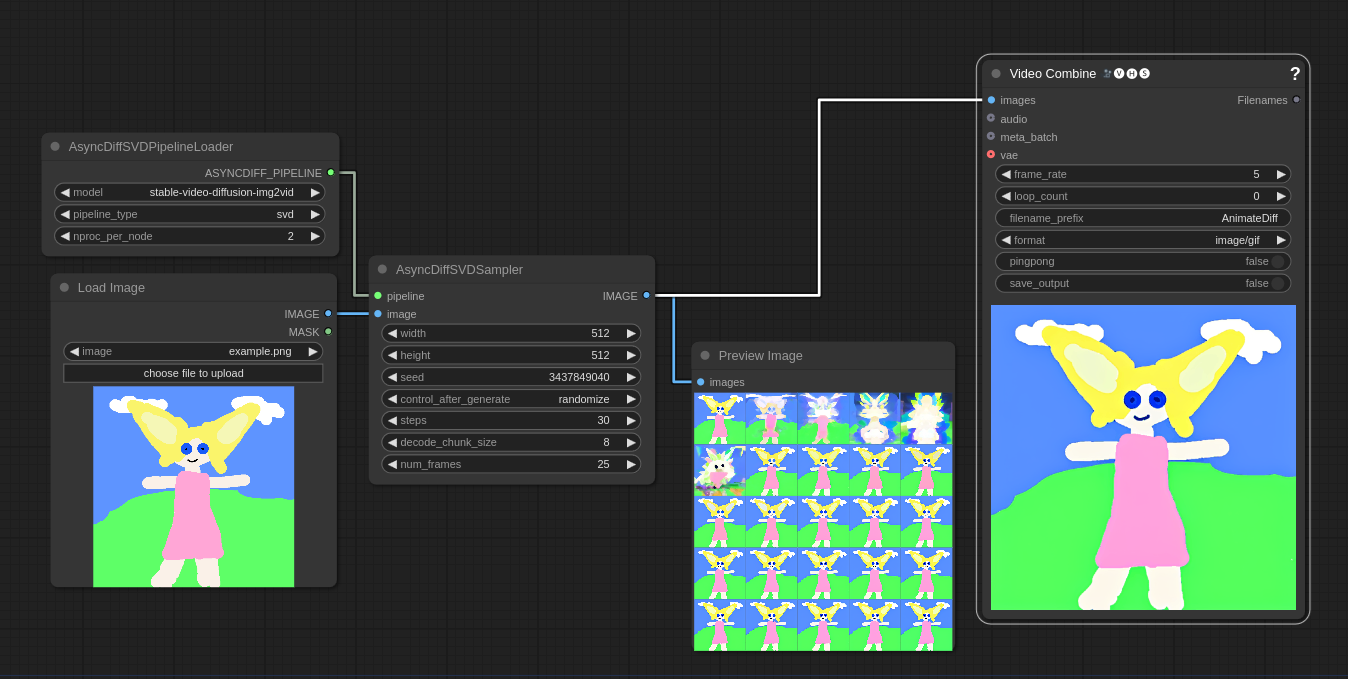 AsyncDiffSVDPipelineLoader
ASYNCDIFF_PIPELINE
model stable-video-diffusion-img2vid
pipeline_type svd
nproc_per_node 2
Load Image
IMAGE
MASK
image example.png
choose file to upload
AsyncDiffSVDSampler
pipeline IMAGE
image
width 512
height 512
seed 3437849040
control_after_generate randomize
steps 30
decode_chunk_size 8
num_frames 25
Preview Image
images
Video Combine 🎥🅥🅗🅢 ?
images Filenames
audio
meta_batch
vae
frame_rate 5
loop_count 0
filename_prefix AnimateDiff
format image/gif
pingpong false
save_output false